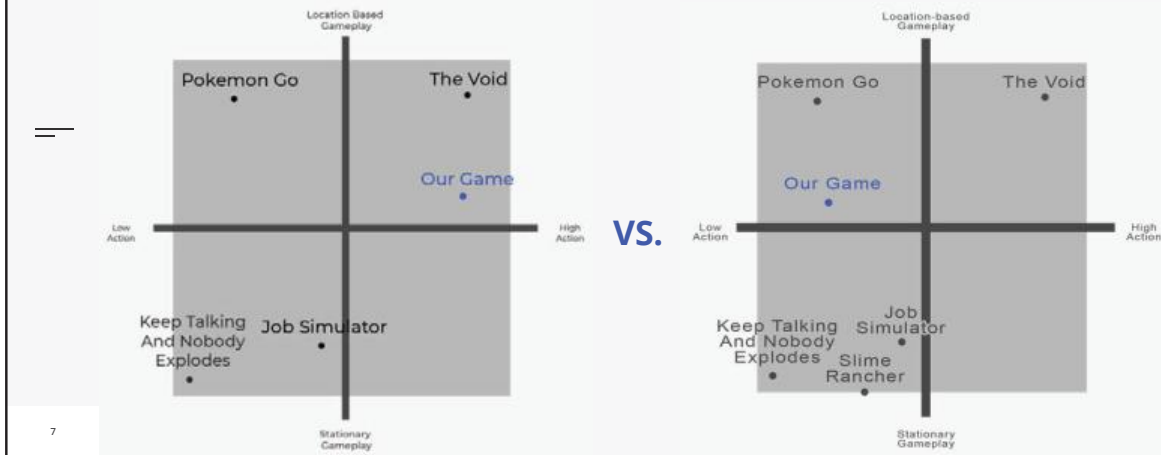 Location Based
Gameplay
Pokemon Go
The Void
Our Game
Low
Action
High
Action
Keep Talking
And Nobody
Explodes
Job Simulator
Stationary
Gameplay
VS.
Location-based
Gameplay
Pokemon Go
The Void
Our Game
Low
Action
High
Action
Keep Talking
And Nobody
Explodes
Job
Simulator
Slime
Rancher
Stationary
Gameplay
7